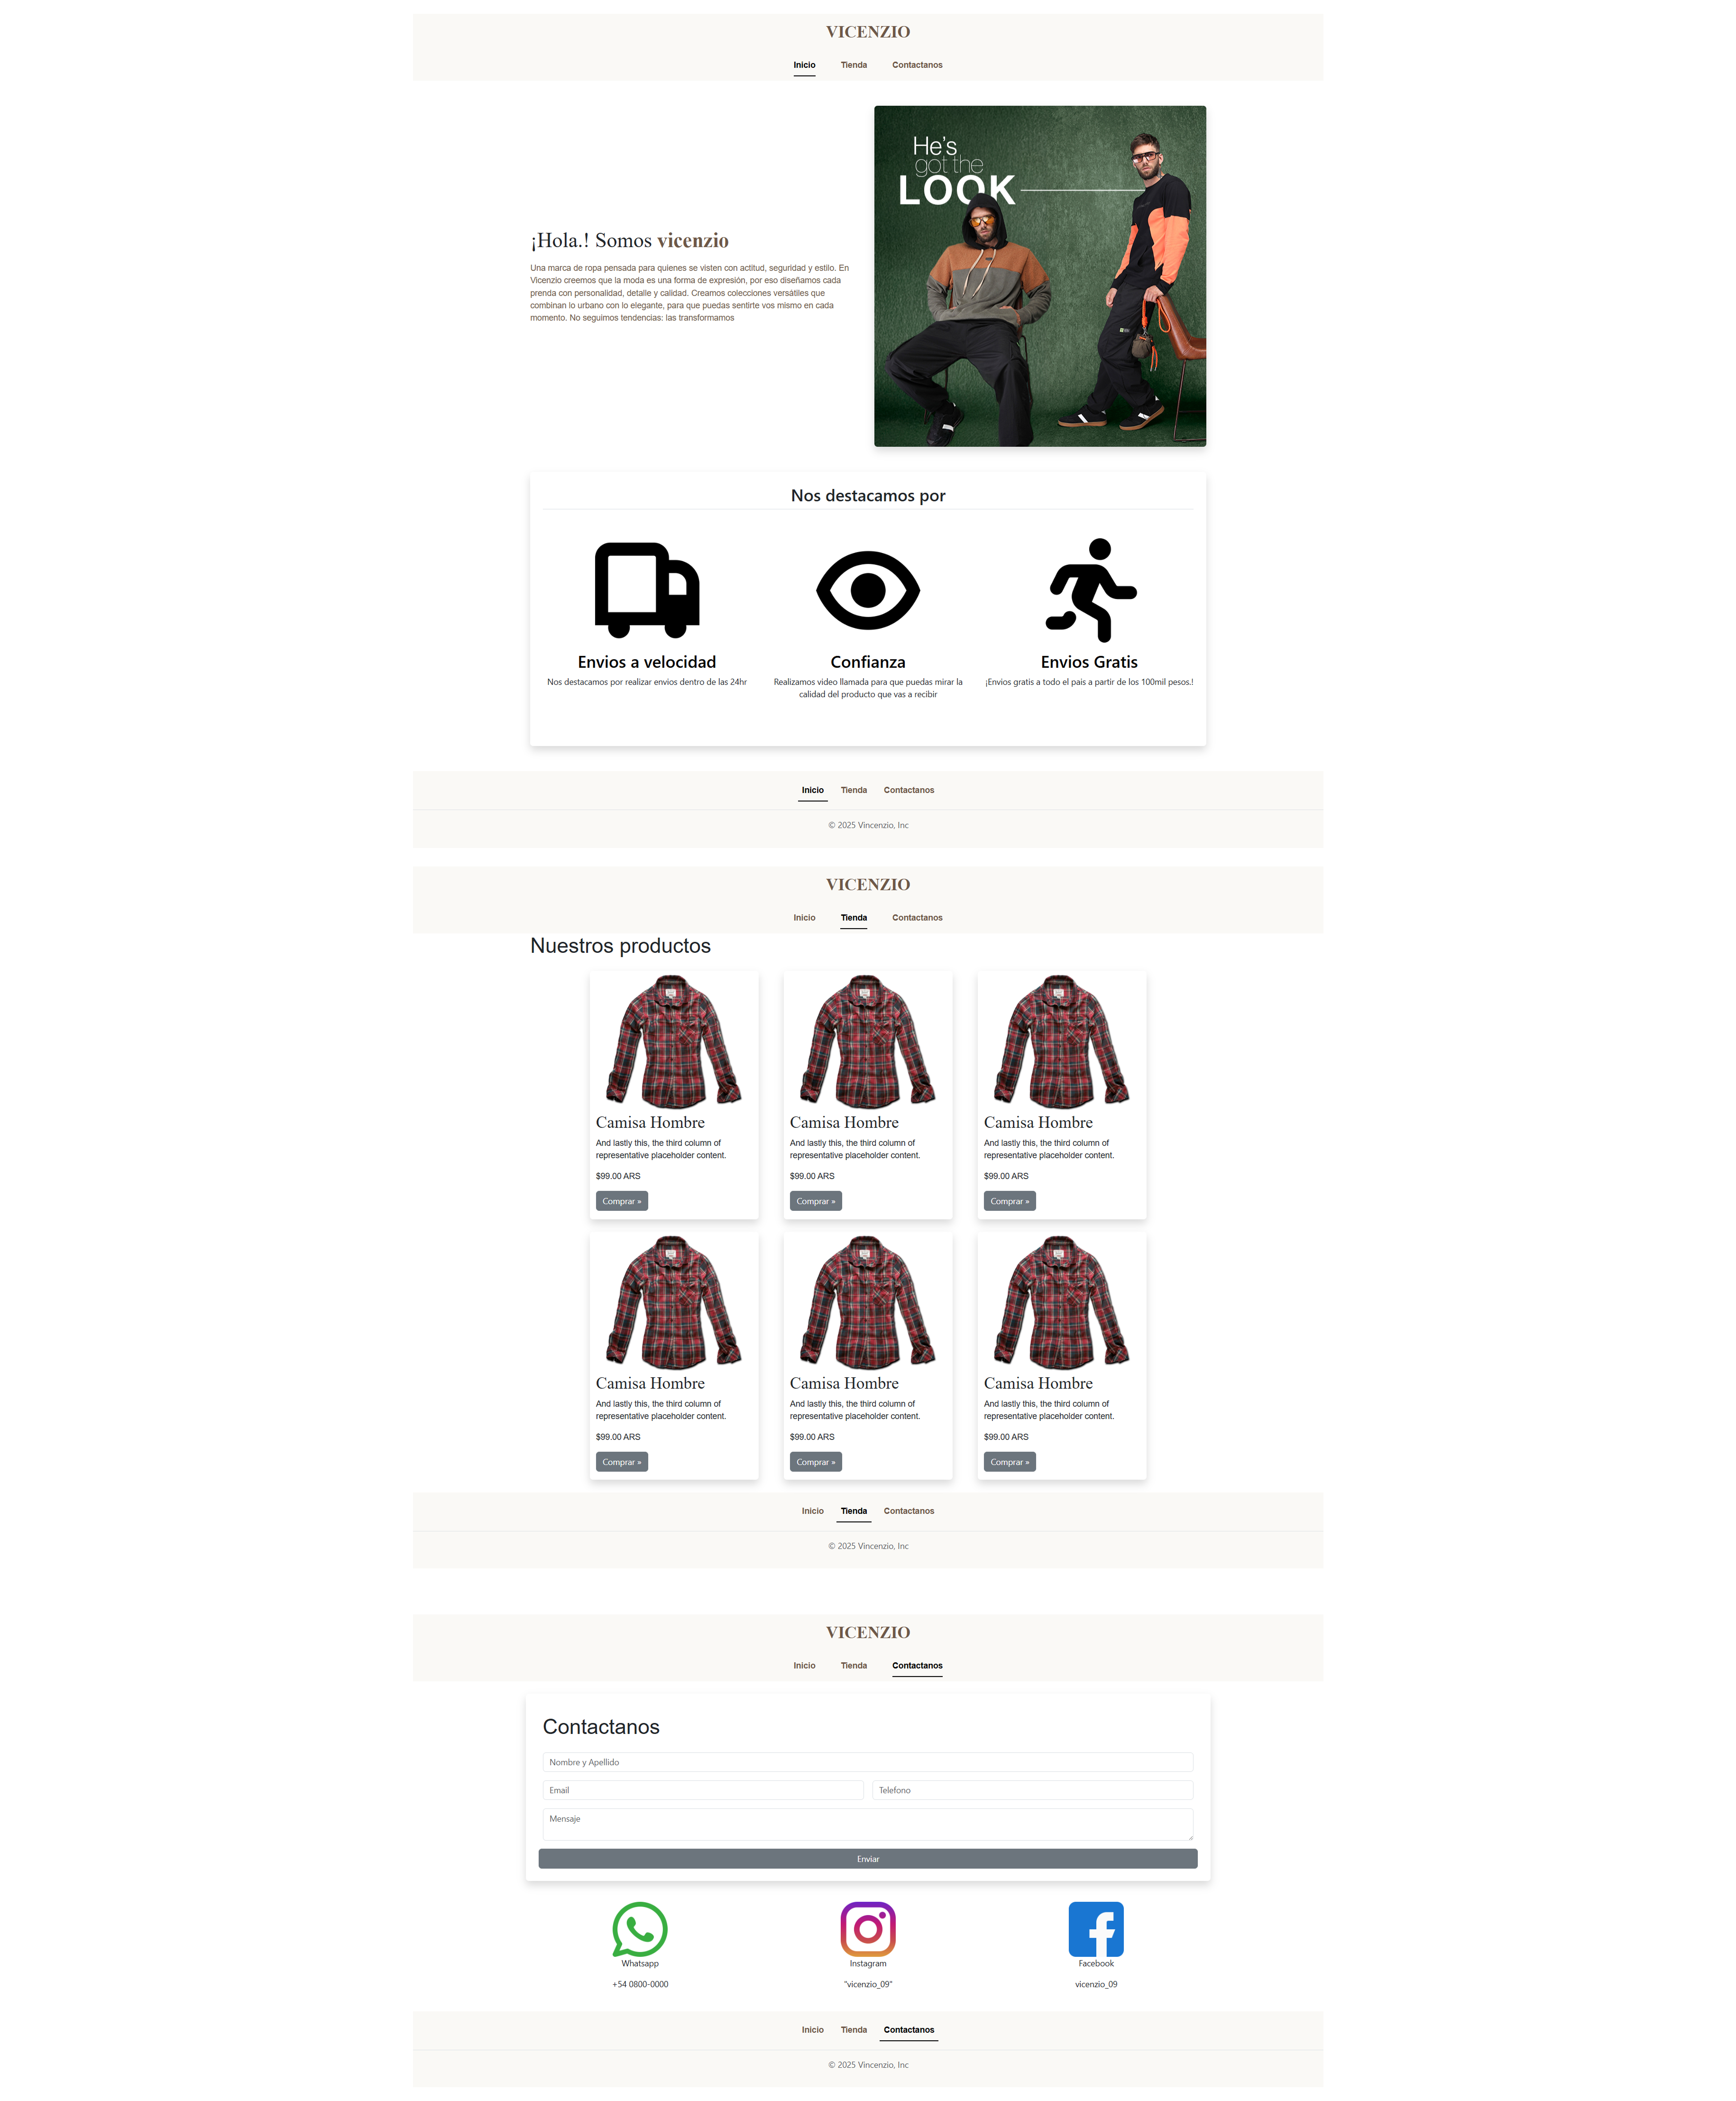 VICENZIO
Inicio Tienda Contactanos
He's
got the
LOOK
¡Hola.! Somos vicenzio
Una marca de ropa pensada para quienes se visten con actitud, seguridad y estilo. En
Vicenzio creemos que la moda es una forma de expresión, por eso diseñamos cada
prenda con personalidad, detalle y calidad. Creamos colecciones versátiles que
combinan lo urbano con lo elegante, para que puedas sentirte vos mismo en cada
momento. No seguimos tendencias: las transformamos
Nos destacamos por
Envios a velocidad
Nos destacamos por realizar envios dentro de las 24hr
Confianza
Realizamos video llamada para que puedas mirar la
calidad del producto que vas a recibir
Envios Gratis
¡Envios gratis a todo el pais a partir de los 100mil pesos.!
Inicio Tienda Contactanos
© 2025 Vincenzio, Inc
VICENZIO
Inicio Tienda Contactanos
Nuestros productos
Camisa Hombre
And lastly this, the third column of
representative placeholder content.
$99.00 ARS
Comprar »
Camisa Hombre
And lastly this, the third column of
representative placeholder content.
$99.00 ARS
Comprar »
Camisa Hombre
And lastly this, the third column of
representative placeholder content.
$99.00 ARS
Comprar »
Camisa Hombre
And lastly this, the third column of
representative placeholder content.
$99.00 ARS
Comprar »
Camisa Hombre
And lastly this, the third column of
representative placeholder content.
$99.00 ARS
Comprar »
Camisa Hombre
And lastly this, the third column of
representative placeholder content.
$99.00 ARS
Comprar »
Inicio Tienda Contactanos
© 2025 Vincenzio, Inc
VICENZIO
Inicio Tienda Contactanos
Contactanos
Nombre y Apellido
Email
Telefono
Mensaje
Enviar
Whatsapp
+54 0800-0000
Instagram
"vicenzio_09"
Facebook
vicenzio_09
Inicio Tienda Contactanos
© 2025 Vincenzio, Inc